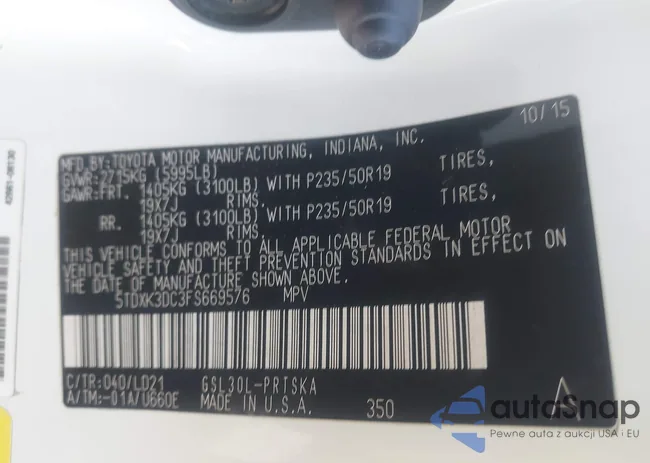 10/15
MFD.BY:TOYOTA MOTOR MANUFACTURING, INDIANA, INC.
GVWR:2715KG (5995LB)
GAWR:FRT. 1405KG (3100LB) WITH P235/50R19 TIRES,
19X7J RIMS,
RR. 1405KG (3100LB) WITH P235/50R19 TIRES,
19X7J RIMS,
THIS VEHICLE CONFORMS TO ALL APPLICABLE FEDERAL MOTOR
VEHICLE SAFETY AND THEFT PREVENTION STANDARDS IN EFFECT ON
THE DATE OF MANUFACTURE SHOWN ABOVE.
5TDXK3DC3FS669576 MPV
C/TR:040/LD21 GSL30L-PRTSKA
A/TM:-01A/U660E MADE IN U.S.A. 350
42661-08130
autoSnap
Pewne auta z aukcji USA i EU